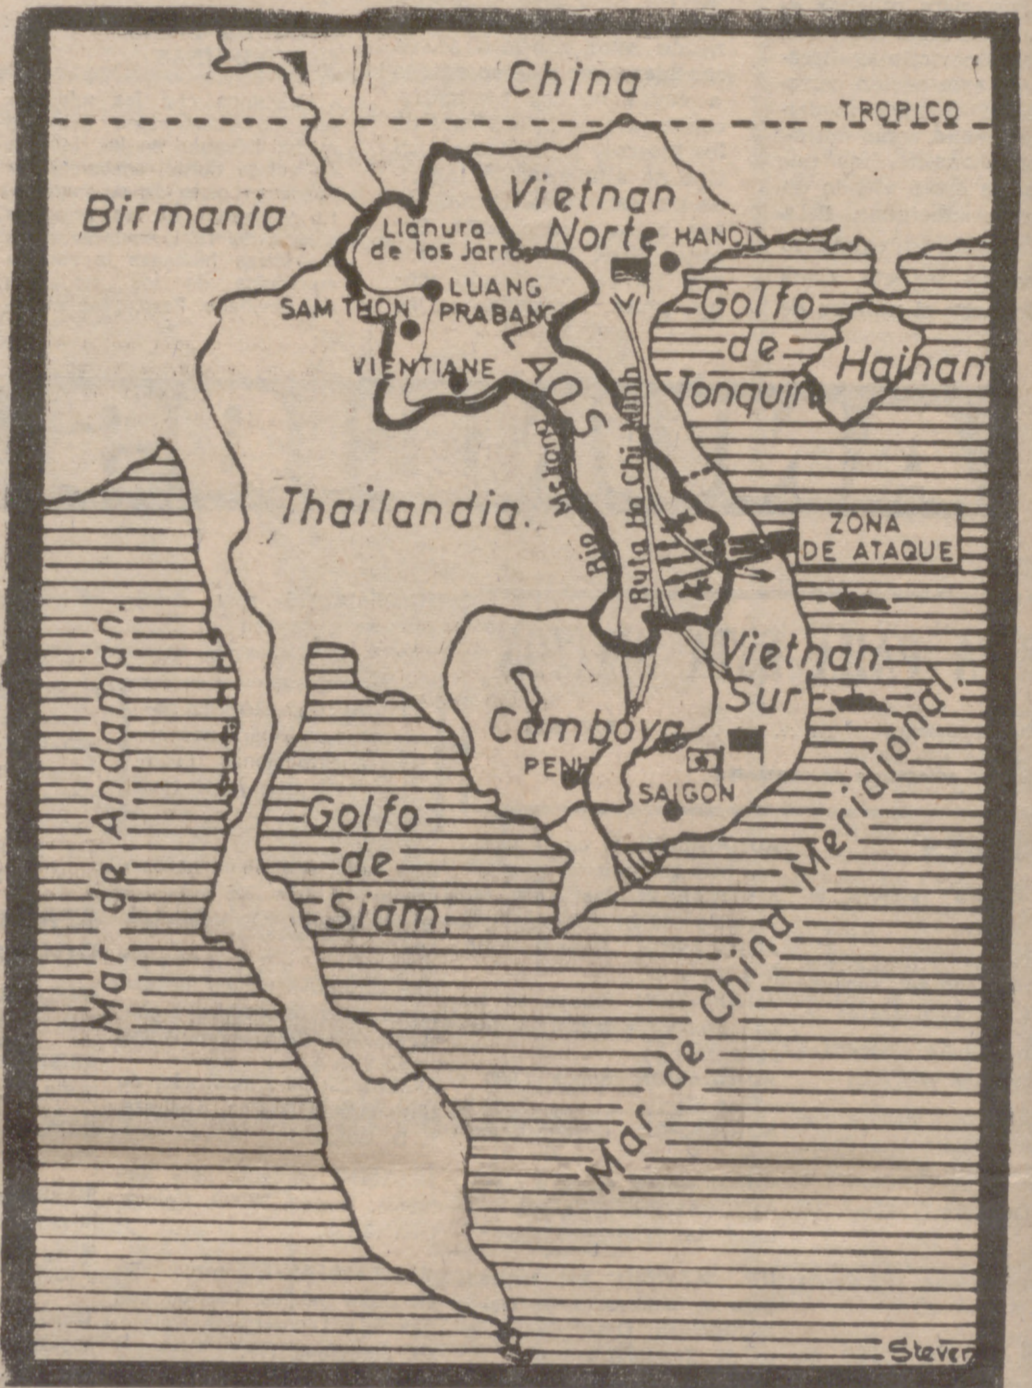 China
TROPICO
Birmania
Vietnan
Norte
HANOI
Llanura
de los Jarros
LUANG
PRABANG
SAM THON
VIENTIANE
LAOS
Golfo
de
Tonquin
Hainan
Rio Mekong
Ruta Ho Chi Minh
Thailandia.
ZONA
DE ATAQUE
Vietnan
Sur
Camboya
PENH
SAIGON
Golfo
de
Siam.
Mar de Andaman.
Mar de China Meridional.
Steven